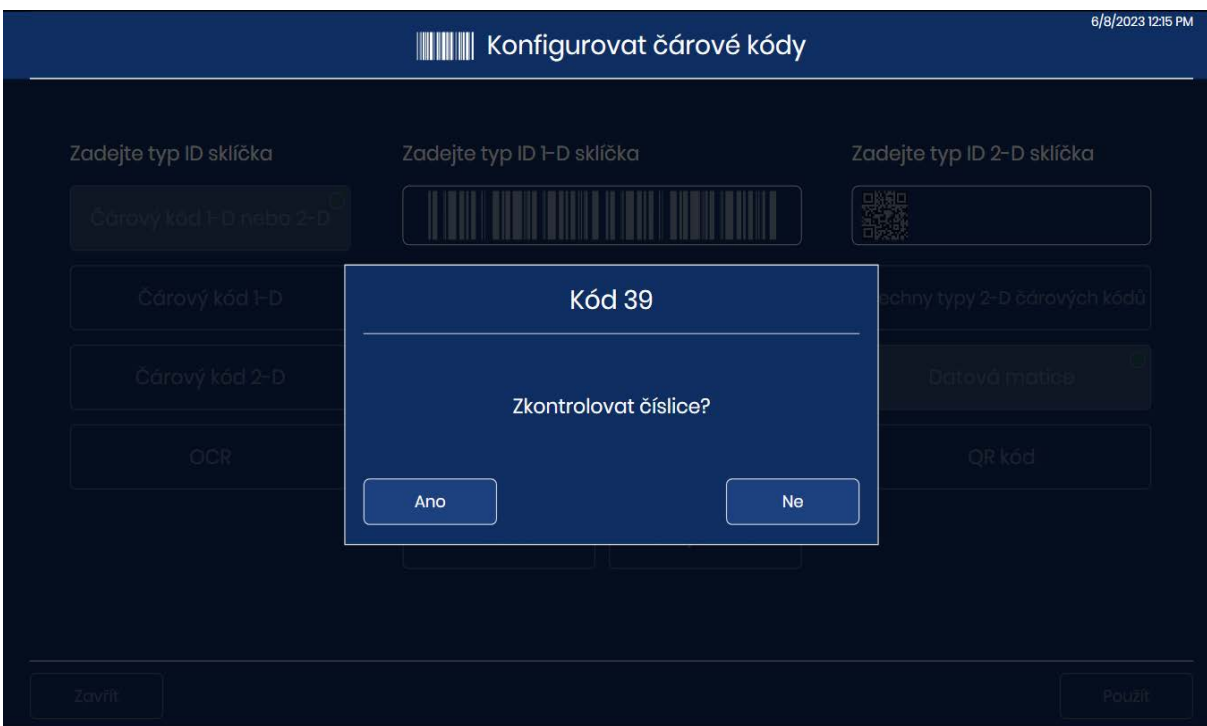 6/8/2023 12:15 PM
Konfigurovat čárové kódy
Zadejte typ ID sklíčka
Zadejte typ ID 1-D sklíčka
Zadejte typ ID 2-D sklíčka
Čárový kód 1-D nebo 2-D
Čárový kód 1-D
echny typy 2-D čárových kódů
Čárový kód 2-D
Datová matice
OCR
QR kód
Kód 39
Zkontrolovat číslice?
Ano
Ne
Zavřít
Použít